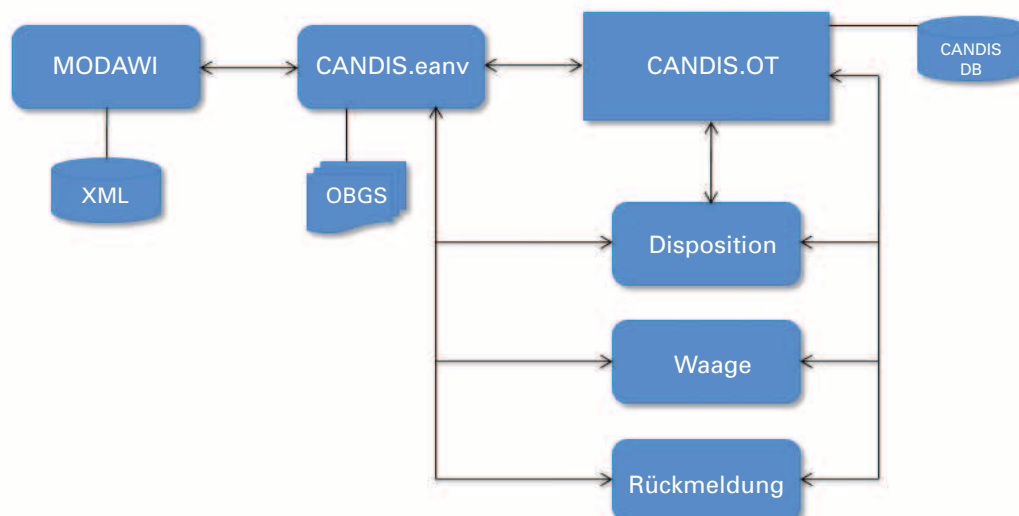 MODAWI
CANDIS.eanv
CANDIS.OT
CANDIS
DB
XML
OBGS
Disposition
Waage
Rückmeldung